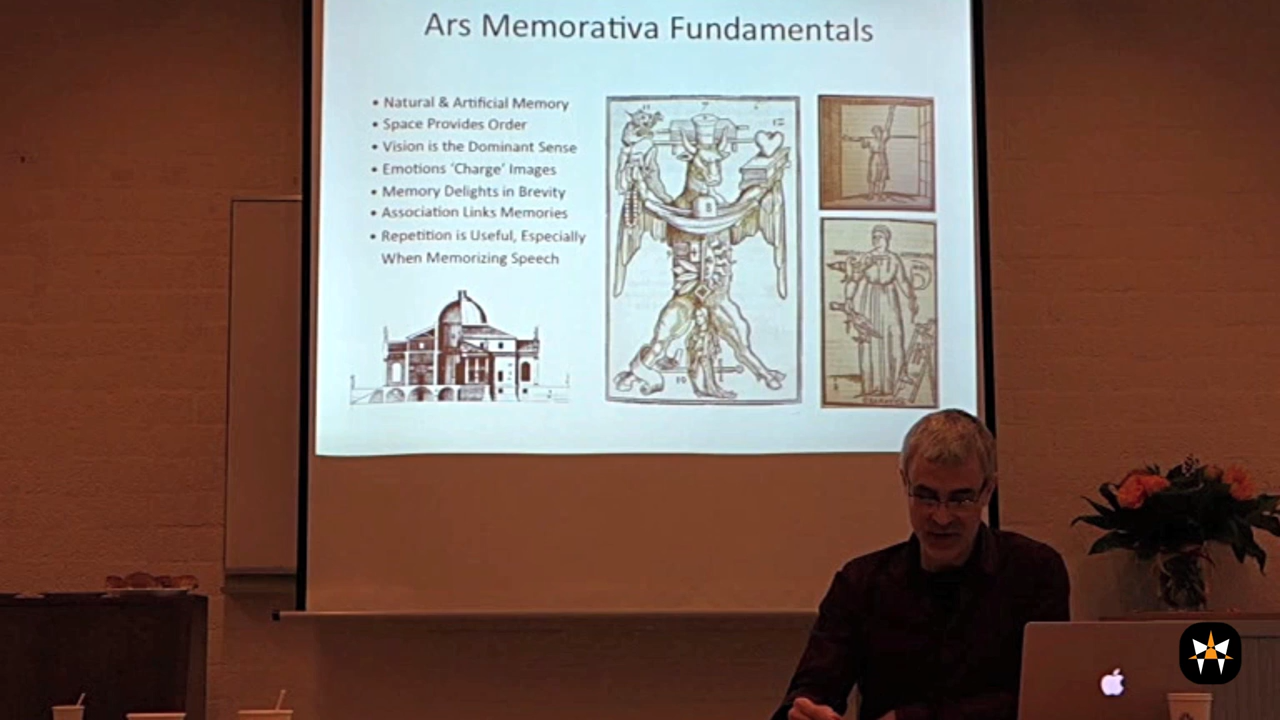 Ars Memorativa Fundamentals
• Natural & Artificial Memory
• Space Provides Order
• Vision is the Dominant Sense
• Emotions ‘Charge’ Images
• Memory Delights in Brevity
• Association Links Memories
• Repetition is Useful, Especially
When Memorizing Speech
10